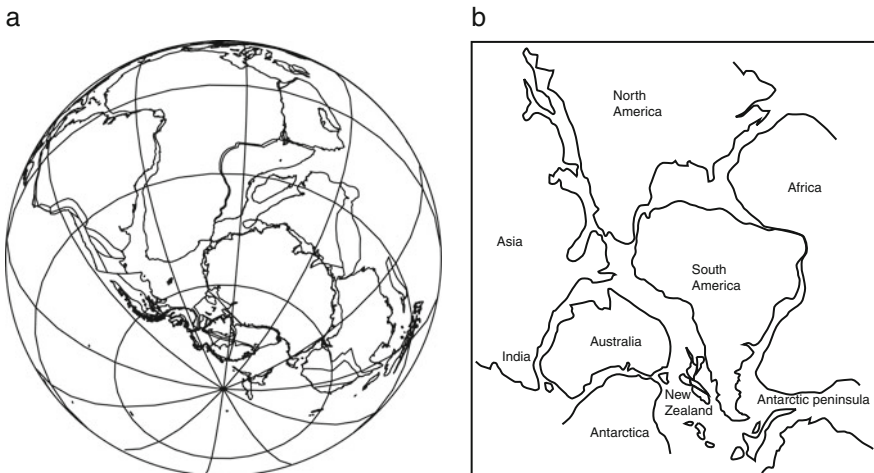 a
b
North
America
Africa
Asia
South
America
Australia
India
New
Zealand
Antarctic peninsula
Antarctica